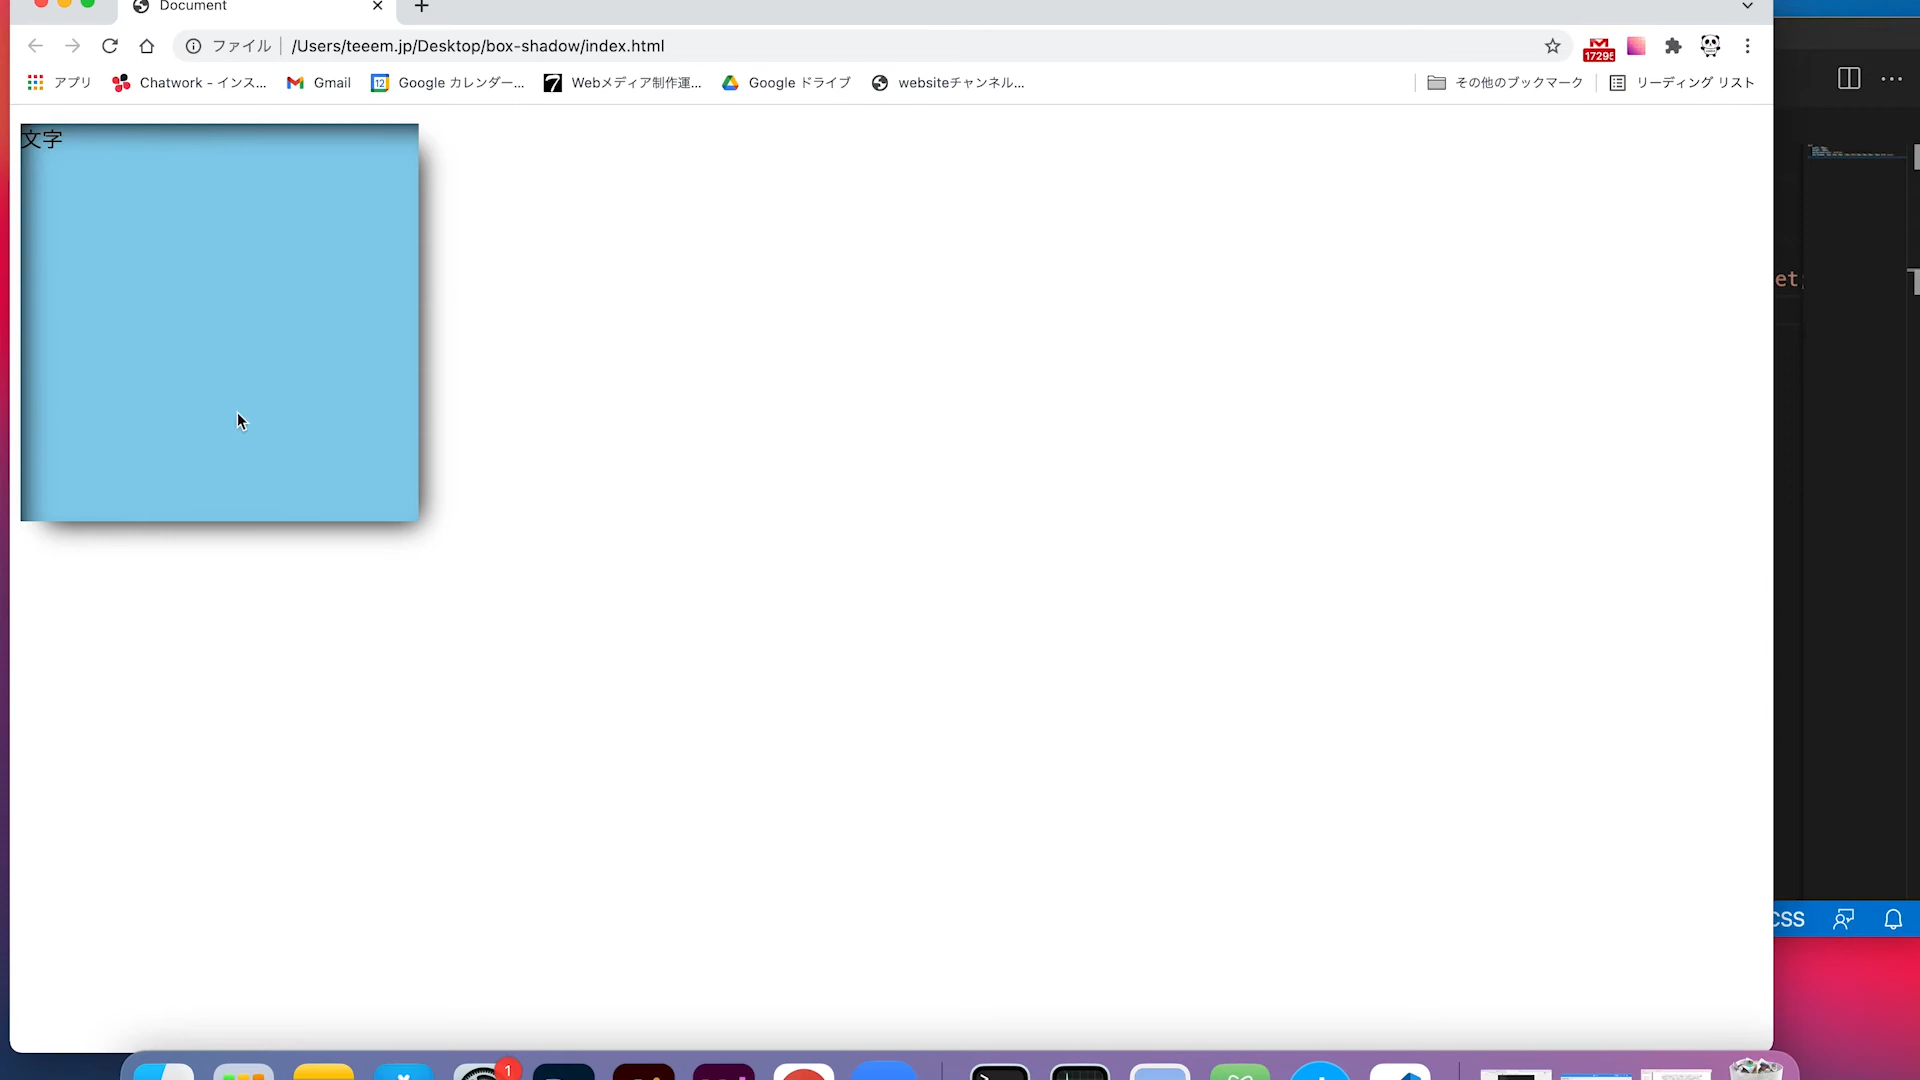 Document
ファイル /Users/teeem.jp/Desktop/box-shadow/index.html
17295
アプリ Chatwork - インス... Gmail 12 Google カレンダー... Webメディア制作運... Google ドライブ websiteチャンネル... その他のブックマーク リーディング リスト
文字
et;
CSS
1